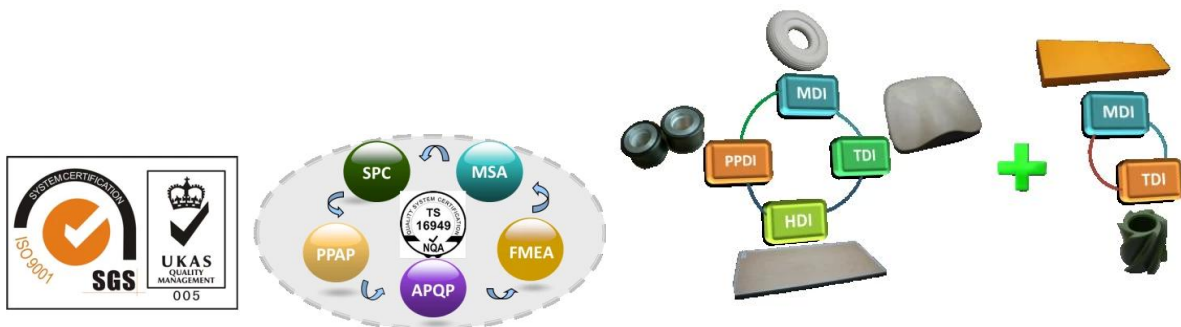 SYSTEM CERTIFICATION
ISO 9001
SGS
UKAS
QUALITY
MANAGEMENT
005
SPC
MSA
PPAP
FMEA
APQP
QUALITY SYSTEM CERTIFICATION
TS
16949
NQA
MDI
PPDI
TDI
HDI
MDI
TDI